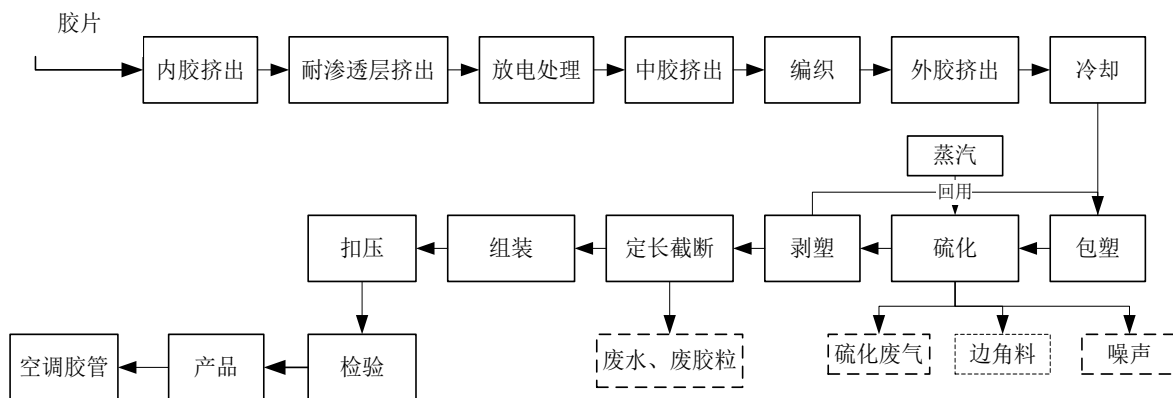 胶片
内胶挤出
耐渗透层挤出
放电处理
中胶挤出
编织
外胶挤出
冷却
蒸汽
回用
扣压
组装
定长截断
剥塑
硫化
包塑
空调胶管
产品
检验
废水、废胶粒
硫化废气
边角料
噪声